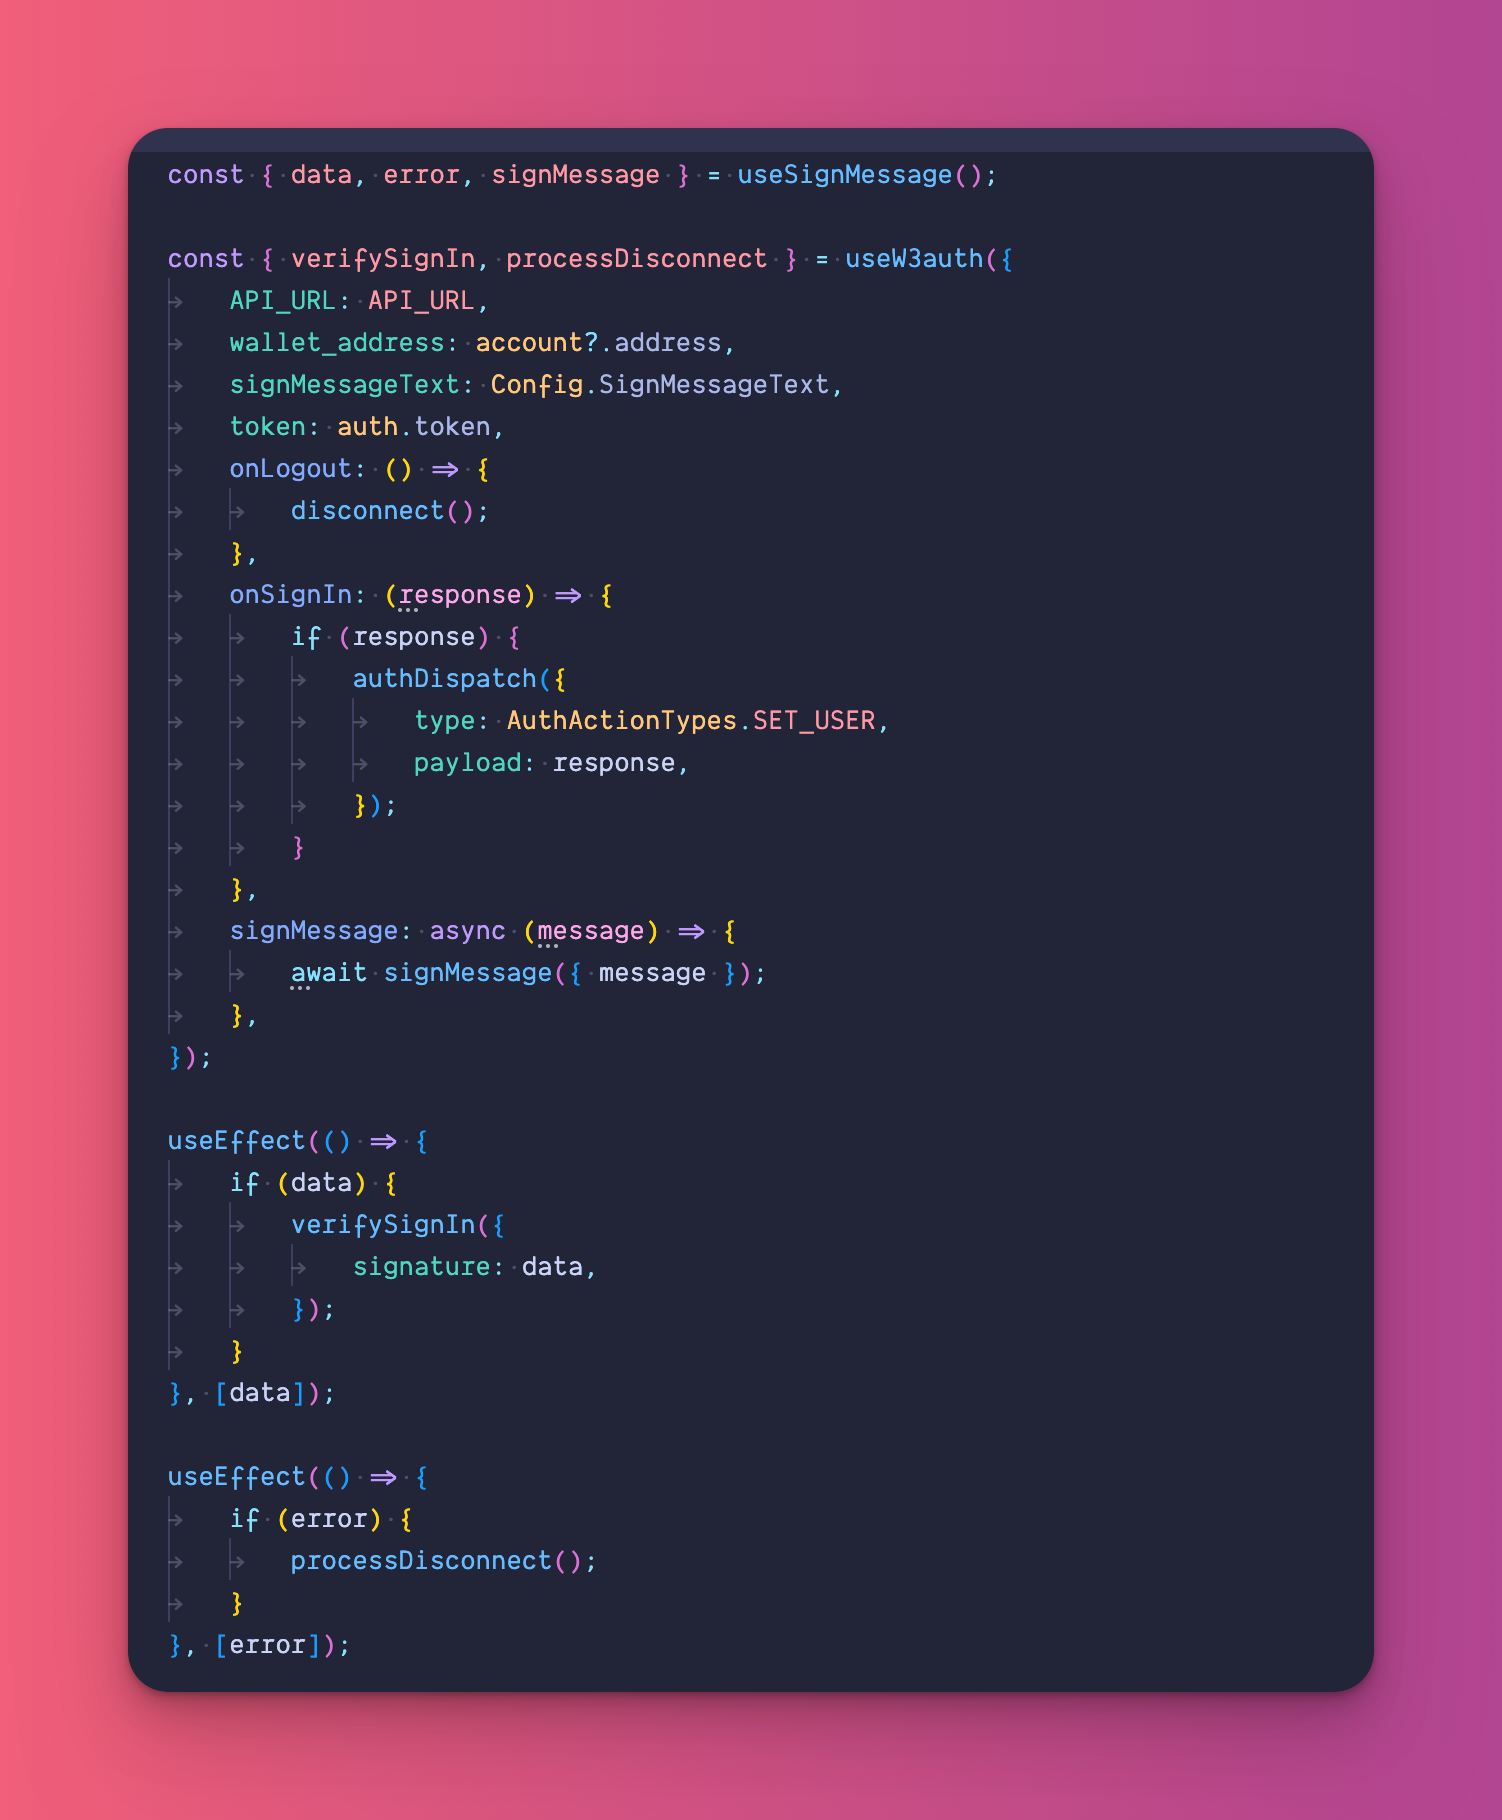 const { data, error, signMessage } = useSignMessage();

const { verifySignIn, processDisconnect } = useW3auth({
    API_URL: API_URL,
    wallet_address: account?.address,
    signMessageText: Config.SignMessageText,
    token: auth.token,
    onLogout: () => {
        disconnect();
    },
    onSignIn: (response) => {
        if (response) {
            authDispatch({
                type: AuthActionTypes.SET_USER,
                payload: response,
            });
        }
    },
    signMessage: async (message) => {
        await signMessage({ message });
    },
});

useEffect(() => {
    if (data) {
        verifySignIn({
            signature: data,
        });
    }
}, [data]);

useEffect(() => {
    if (error) {
        processDisconnect();
    }
}, [error]);